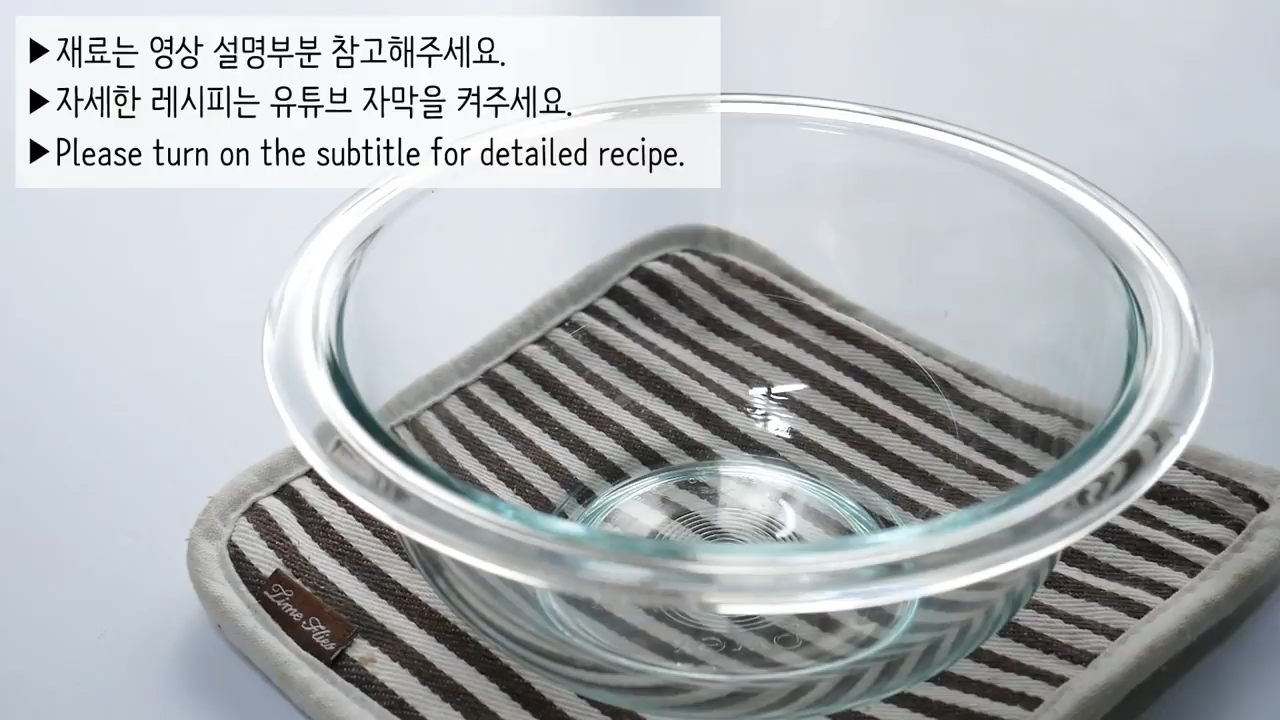 ▶재료는 영상 설명부분 참고해주세요.
▶자세한 레시피는 유튜브 자막을 켜주세요.
▶Please turn on the subtitle for detailed recipe.
Time Flies